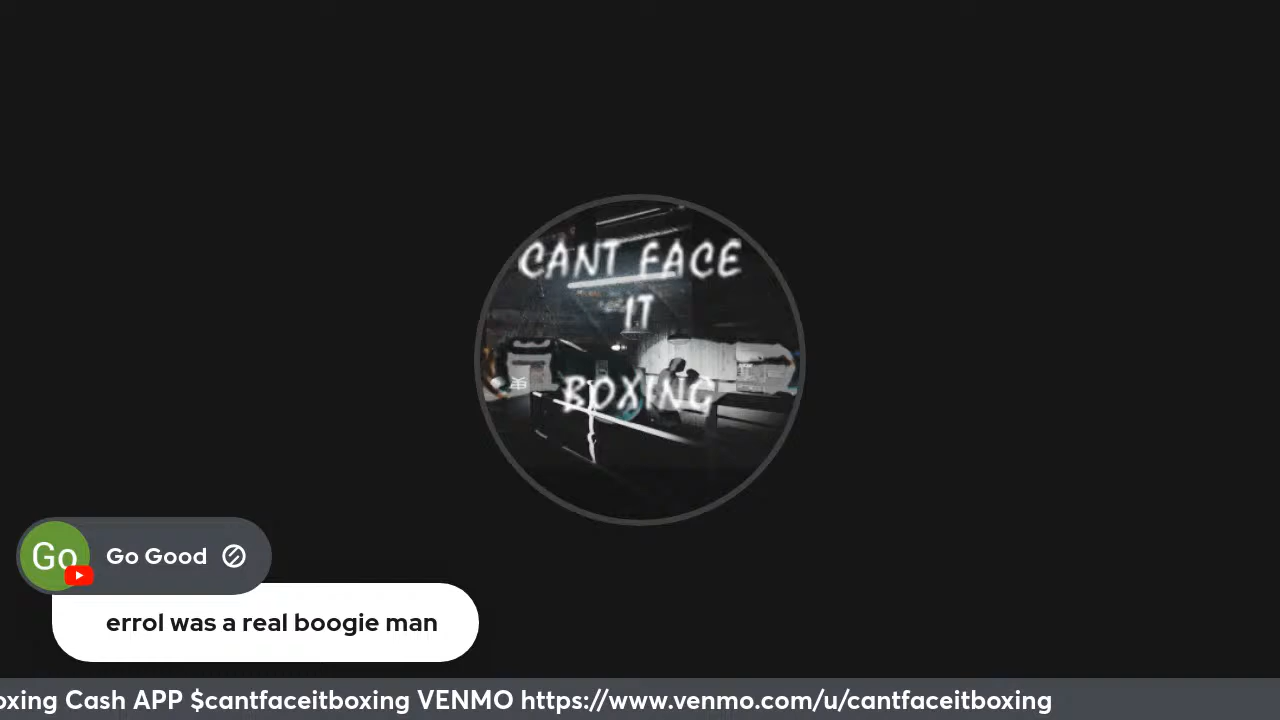 CANT FACE
IT
BOXING
Go
Go Good
errol was a real boogie man
oxing Cash APP $cantfaceitboxing VENMO https://www.venmo.com/u/cantfaceitboxing